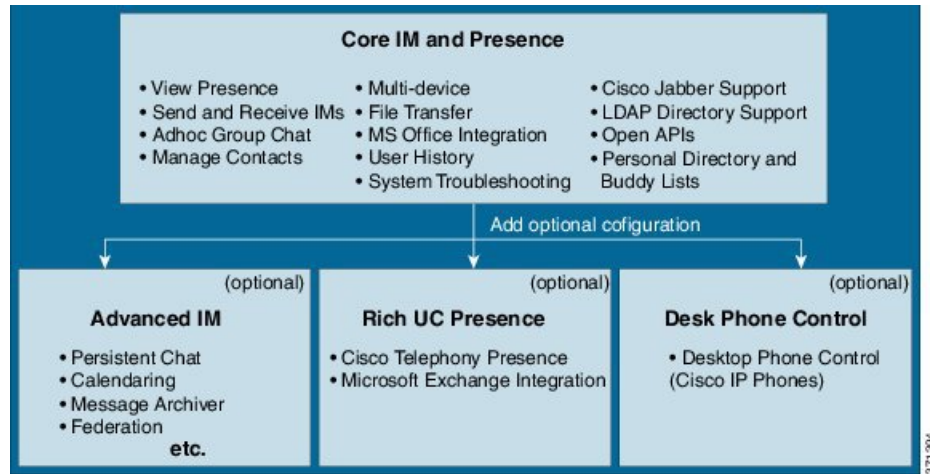 Core IM and Presence
• View Presence
• Send and Receive IMs
• Adhoc Group Chat
• Manage Contacts
• Multi-device
• File Transfer
• MS Office Integration
• User History
• System Troubleshooting
• Cisco Jabber Support
• LDAP Directory Support
• Open APIs
• Personal Directory and
Buddy Lists
Add optional cofiguration
(optional)
Advanced IM
• Persistent Chat
• Calendaring
• Message Archiver
• Federation
etc.
(optional)
Rich UC Presence
• Cisco Telephony Presence
• Microsoft Exchange Integration
(optional)
Desk Phone Control
• Desktop Phone Control
(Cisco IP Phones)